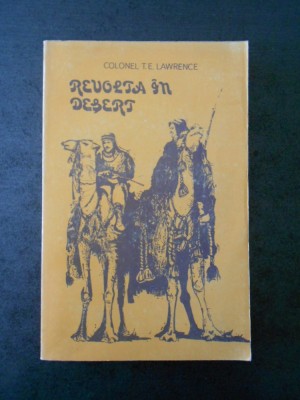 COLONEL T.E. LAWRENCE
REVOLTA ÎN
DEȘERT